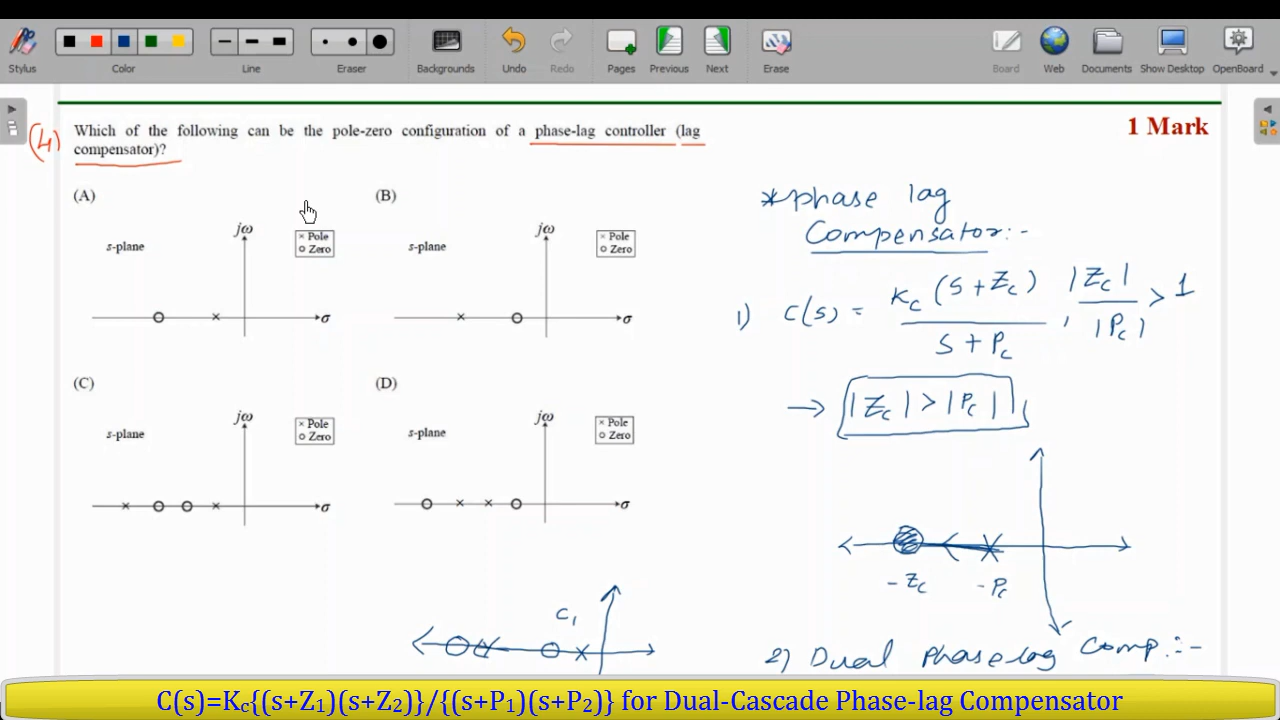 Stylus Color Line Eraser Backgrounds Undo Redo Pages Previous Next Erase Board Web Documents Show Desktop OpenBoard
(4) Which of the following can be the pole-zero configuration of a phase-lag controller (lag
compensator)?
1 Mark
(A)
s-plane
jω
× Pole
o Zero
σ
(B)
s-plane
jω
× Pole
o Zero
σ
(C)
s-plane
jω
× Pole
o Zero
σ
(D)
s-plane
jω
× Pole
o Zero
σ
*Phase lag
Compensator:-
1) C(s) = Kc (s+Zc) / s+Pc , |Zc| / |Pc| > 1
→ |Zc| > |Pc|
-Zc -Pc
C1
2) Dual Phaselag Comp.:-
C(s)=Kc{(s+Z1)(s+Z2)}/{(s+P1)(s+P2)} for Dual-Cascade Phase-lag Compensator